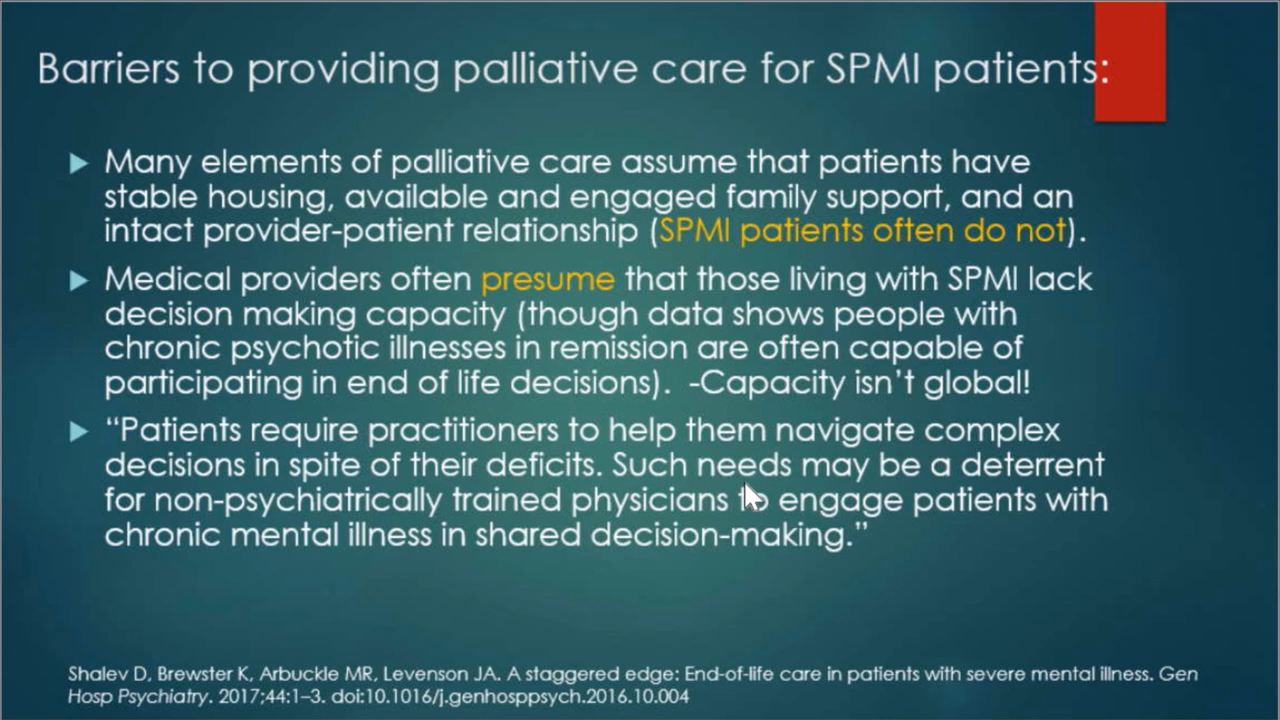 Barriers to providing palliative care for SPMI patients:
Many elements of palliative care assume that patients have
stable housing, available and engaged family support, and an
intact provider-patient relationship (SPMI patients often do not).
Medical providers often presume that those living with SPMI lack
decision making capacity (though data shows people with
chronic psychotic illnesses in remission are often capable of
participating in end of life decisions).  -Capacity isn't global!
“Patients require practitioners to help them navigate complex
decisions in spite of their deficits. Such needs may be a deterrent
for non-psychiatrically trained physicians to engage patients with
chronic mental illness in shared decision-making.”
Shalev D, Brewster K, Arbuckle MR, Levenson JA. A staggered edge: End-of-life care in patients with severe mental illness. Gen
Hosp Psychiatry. 2017;44:1–3. doi:10.1016/j.genhosppsych.2016.10.004